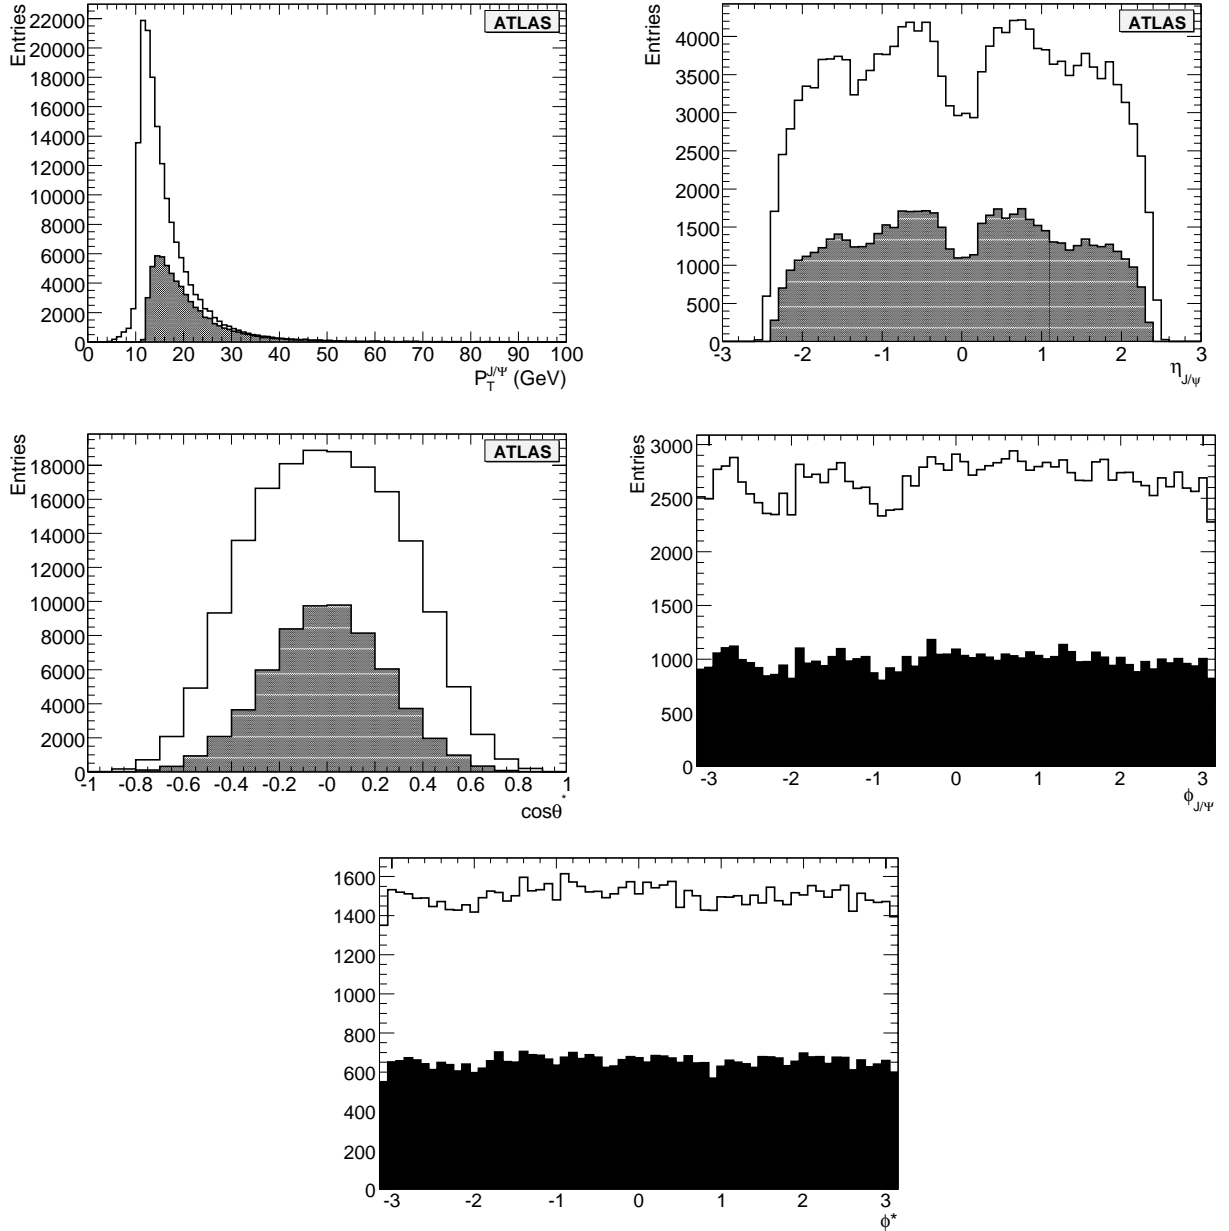 Entries
22000
20000
18000
16000
14000
12000
10000
8000
6000
4000
2000
0
ATLAS
0 10 20 30 40 50 60 70 80 90 100
P_T^{J/Ψ} (GeV)
Entries
4000
3500
3000
2500
2000
1500
1000
500
0
ATLAS
-3 -2 -1 0 1 2 3
η_{J/ψ}
Entries
18000
16000
14000
12000
10000
8000
6000
4000
2000
0
ATLAS
-1 -0.8 -0.6 -0.4 -0.2 -0 0.2 0.4 0.6 0.8 1
cosθ*
Entries
3000
2500
2000
1500
1000
500
0
-3 -2 -1 0 1 2 3
ϕ_{J/Ψ}
1600
1400
1200
1000
800
600
400
200
0
-3 -2 -1 0 1 2 3
ϕ*